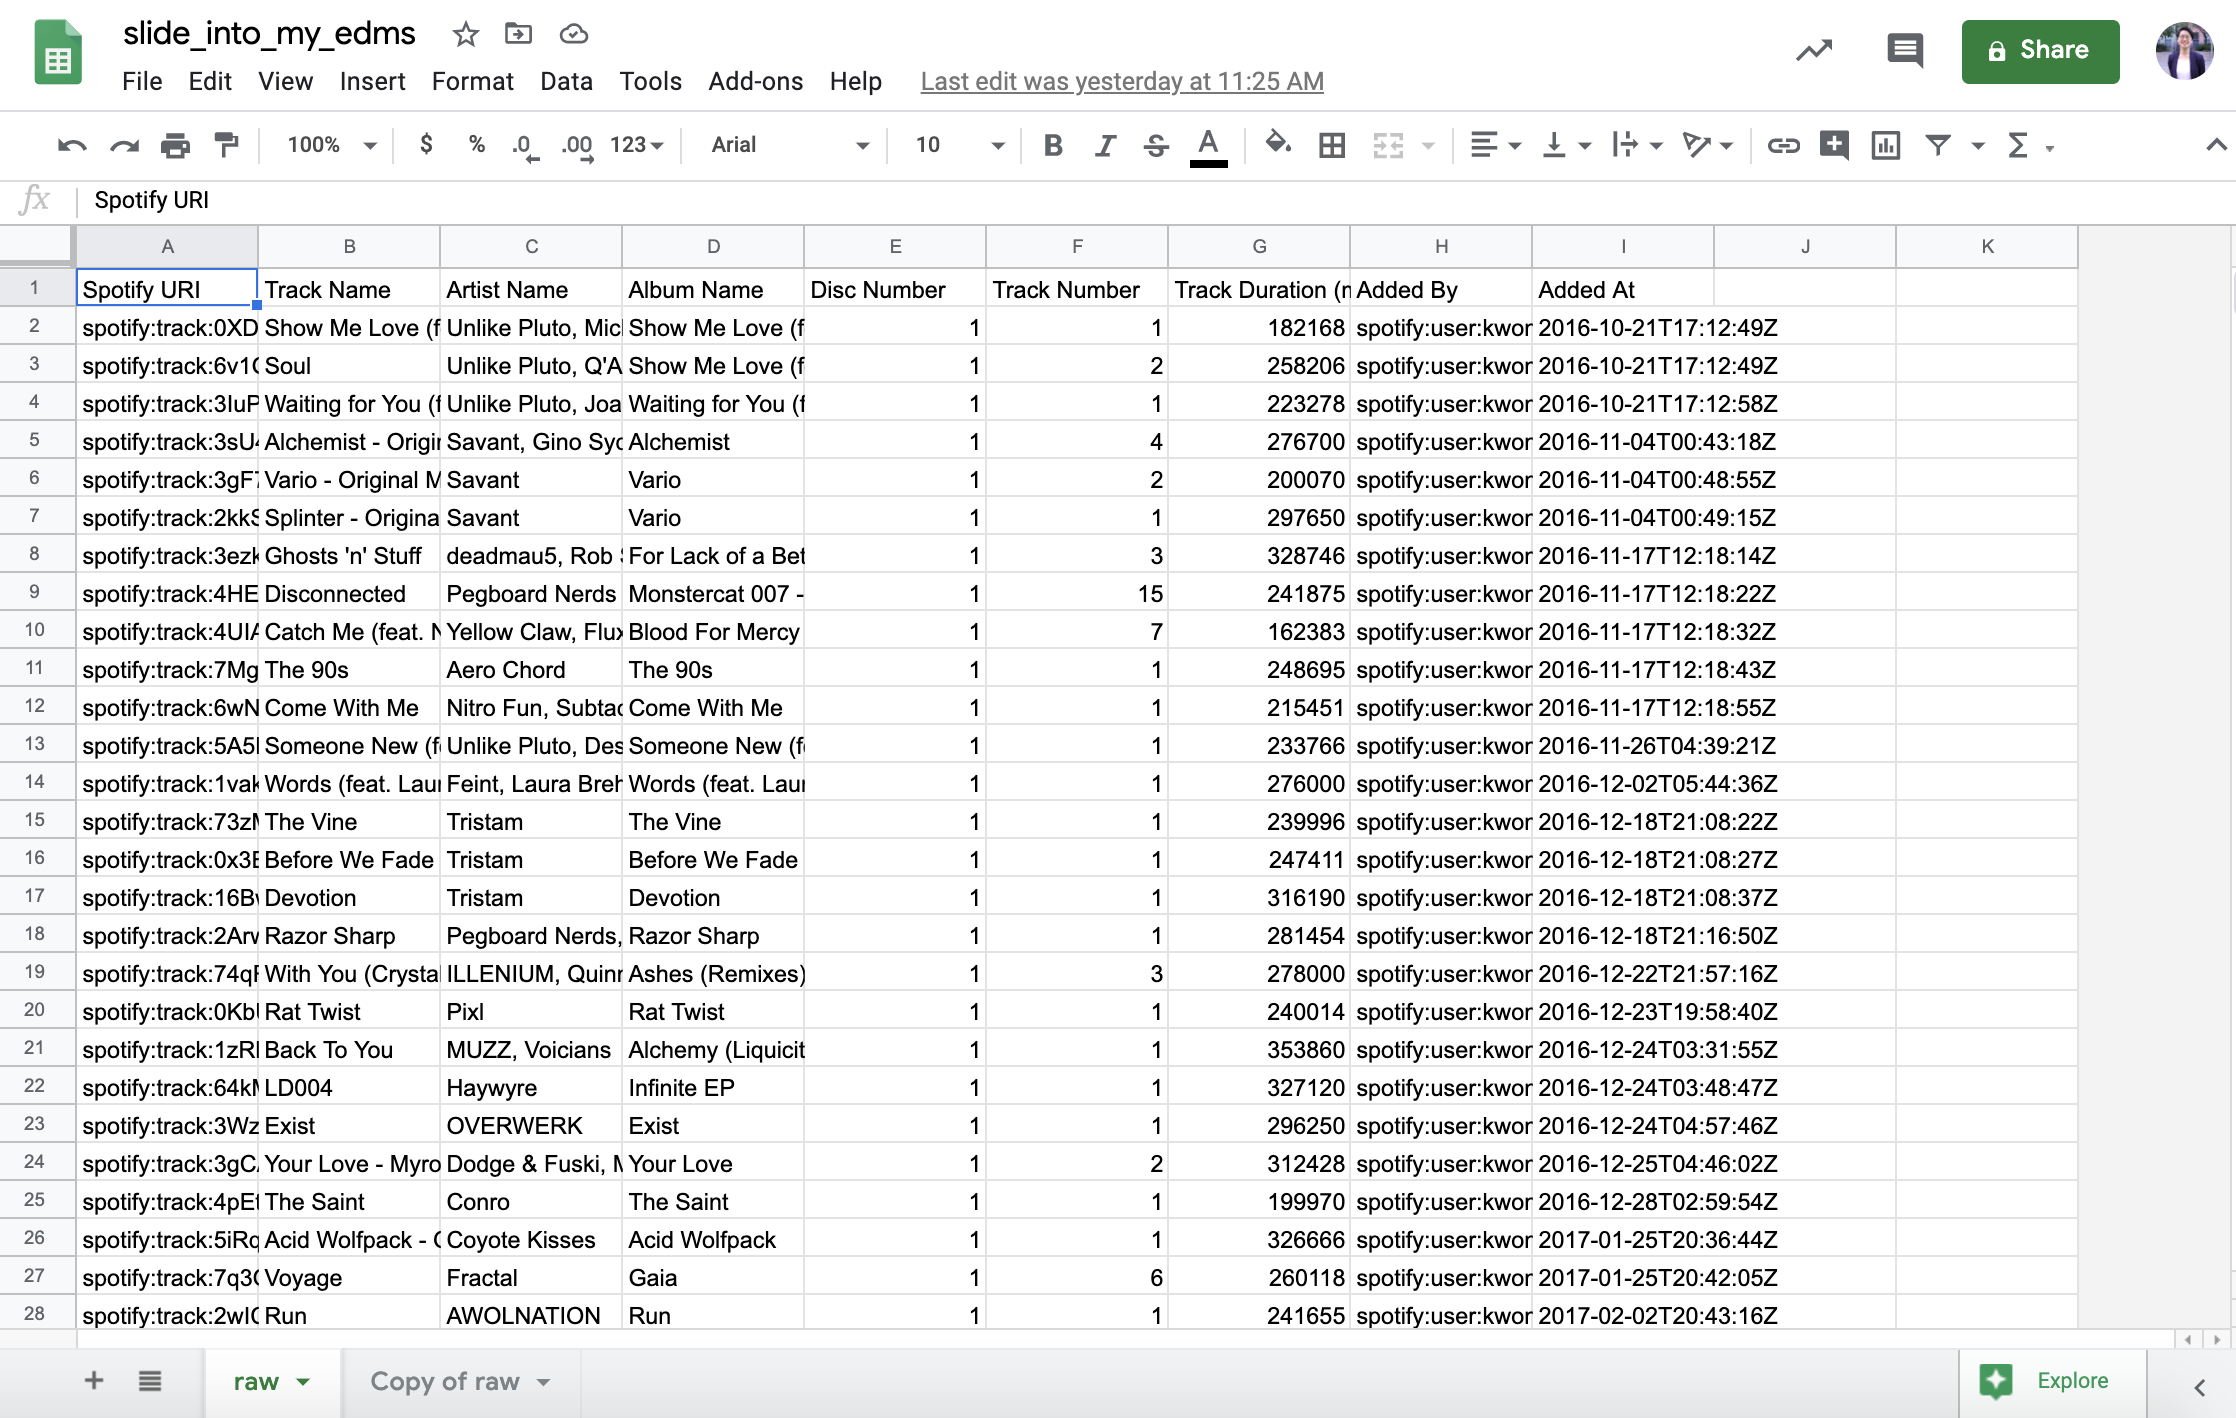 slide_into_my_edms
File Edit View Insert Format Data Tools Add-ons Help Last edit was yesterday at 11:25 AM
Share
100% $ % .0 .00 123 Arial 10 B I S A
fx Spotify URI
A B C D E F G H I J K
1 Spotify URI Track Name Artist Name Album Name Disc Number Track Number Track Duration (m Added By Added At
2 spotify:track:0XD Show Me Love (f Unlike Pluto, Mic Show Me Love (f 1 1 182168 spotify:user:kwor 2016-10-21T17:12:49Z
3 spotify:track:6v1 Soul Unlike Pluto, Q'A Show Me Love (f 1 2 258206 spotify:user:kwor 2016-10-21T17:12:49Z
4 spotify:track:3IuP Waiting for You (f Unlike Pluto, Joa Waiting for You (f 1 1 223278 spotify:user:kwor 2016-10-21T17:12:58Z
5 spotify:track:3sU Alchemist - Origin Savant, Gino Syd Alchemist 1 4 276700 spotify:user:kwor 2016-11-04T00:43:18Z
6 spotify:track:3gF Vario - Original M Savant Vario 1 2 200070 spotify:user:kwor 2016-11-04T00:48:55Z
7 spotify:track:2kkS Splinter - Origina Savant Vario 1 1 297650 spotify:user:kwor 2016-11-04T00:49:15Z
8 spotify:track:3ezk Ghosts 'n' Stuff deadmau5, Rob For Lack of a Bet 1 3 328746 spotify:user:kwor 2016-11-17T12:18:14Z
9 spotify:track:4HE Disconnected Pegboard Nerds Monstercat 007 - 1 15 241875 spotify:user:kwor 2016-11-17T12:18:22Z
10 spotify:track:4UIA Catch Me (feat. N Yellow Claw, Flux Blood For Mercy 1 7 162383 spotify:user:kwor 2016-11-17T12:18:32Z
11 spotify:track:7Mg The 90s Aero Chord The 90s 1 1 248695 spotify:user:kwor 2016-11-17T12:18:43Z
12 spotify:track:6wN Come With Me Nitro Fun, Subtac Come With Me 1 1 215451 spotify:user:kwor 2016-11-17T12:18:55Z
13 spotify:track:5A5 Someone New (f Unlike Pluto, Des Someone New (f 1 1 233766 spotify:user:kwor 2016-11-26T04:39:21Z
14 spotify:track:1vak Words (feat. Laur Feint, Laura Breh Words (feat. Laur 1 1 276000 spotify:user:kwor 2016-12-02T05:44:36Z
15 spotify:track:73z The Vine Tristam The Vine 1 1 239996 spotify:user:kwor 2016-12-18T21:08:22Z
16 spotify:track:0x3E Before We Fade Tristam Before We Fade 1 1 247411 spotify:user:kwor 2016-12-18T21:08:27Z
17 spotify:track:16B Devotion Tristam Devotion 1 1 316190 spotify:user:kwor 2016-12-18T21:08:37Z
18 spotify:track:2Arv Razor Sharp Pegboard Nerds, Razor Sharp 1 1 281454 spotify:user:kwor 2016-12-18T21:16:50Z
19 spotify:track:74q With You (Crysta ILLENIUM, Quinn Ashes (Remixes) 1 3 278000 spotify:user:kwor 2016-12-22T21:57:16Z
20 spotify:track:0Kb Rat Twist Pixl Rat Twist 1 1 240014 spotify:user:kwor 2016-12-23T19:58:40Z
21 spotify:track:1zR Back To You MUZZ, Voicians Alchemy (Liquicit 1 1 353860 spotify:user:kwor 2016-12-24T03:31:55Z
22 spotify:track:64k LD004 Haywyre Infinite EP 1 1 327120 spotify:user:kwor 2016-12-24T03:48:47Z
23 spotify:track:3Wz Exist OVERWERK Exist 1 1 296250 spotify:user:kwor 2016-12-24T04:57:46Z
24 spotify:track:3gC Your Love - Myro Dodge & Fuski, Your Love 1 2 312428 spotify:user:kwor 2016-12-25T04:46:02Z
25 spotify:track:4pE The Saint Conro The Saint 1 1 199970 spotify:user:kwor 2016-12-28T02:59:54Z
26 spotify:track:5iRq Acid Wolfpack - Coyote Kisses Acid Wolfpack 1 1 326666 spotify:user:kwor 2017-01-25T20:36:44Z
27 spotify:track:7q3 Voyage Fractal Gaia 1 6 260118 spotify:user:kwor 2017-01-25T20:42:05Z
28 spotify:track:2wI Run AWOLNATION Run 1 1 241655 spotify:user:kwor 2017-02-02T20:43:16Z
raw Copy of raw Explore